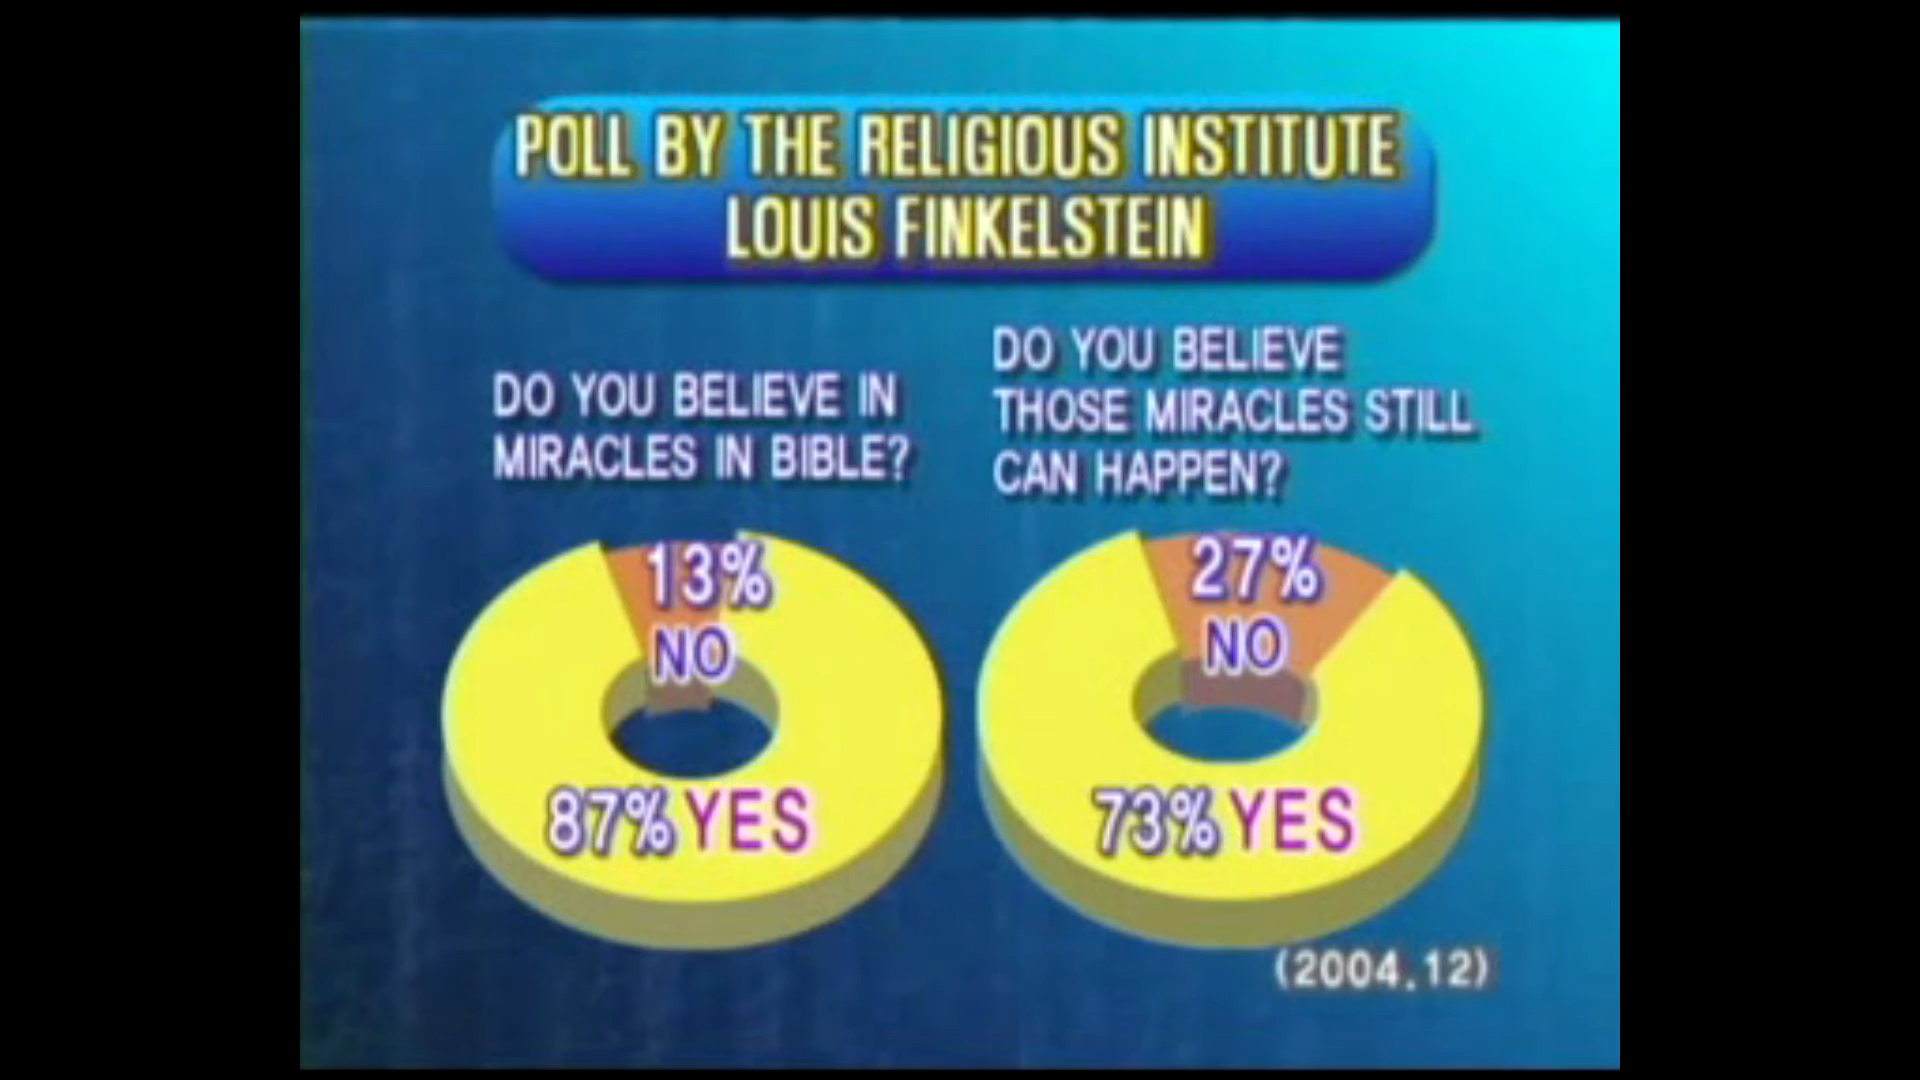 POLL BY THE RELIGIOUS INSTITUTE
LOUIS FINKELSTEIN
DO YOU BELIEVE IN
MIRACLES IN BIBLE?
13%
NO
87% YES
DO YOU BELIEVE
THOSE MIRACLES STILL
CAN HAPPEN?
27%
NO
73% YES
(2004.12)